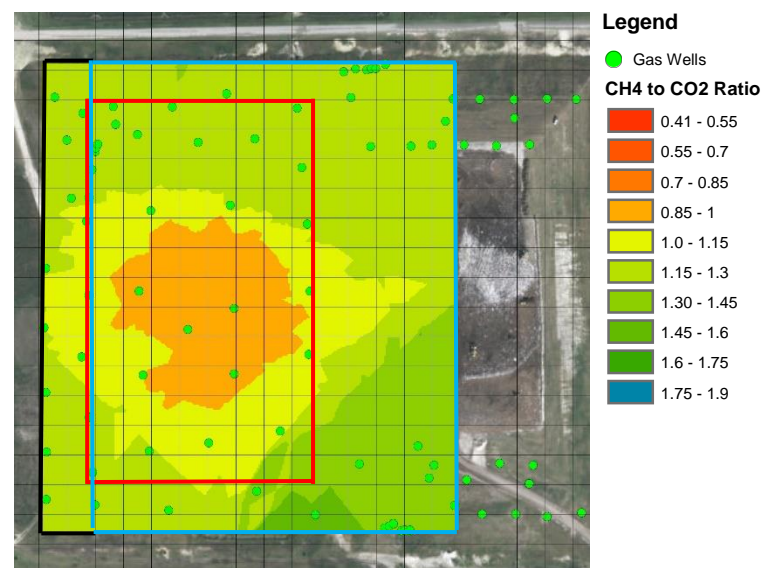 Legend
Gas Wells
CH4 to CO2 Ratio
0.41 - 0.55
0.55 - 0.7
0.7 - 0.85
0.85 - 1
1.0 - 1.15
1.15 - 1.3
1.30 - 1.45
1.45 - 1.6
1.6 - 1.75
1.75 - 1.9